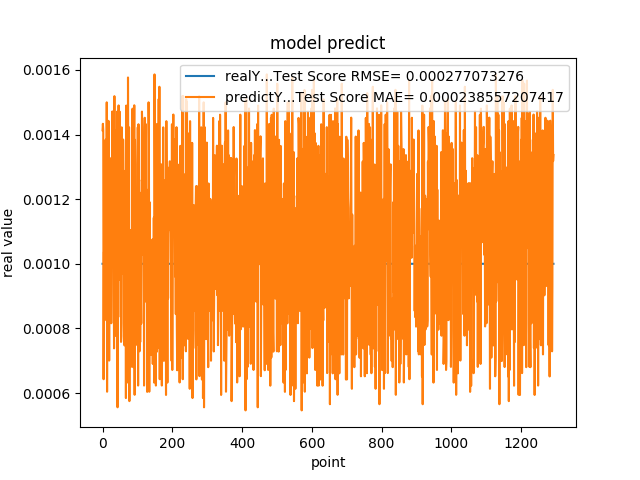 model predict
realY...Test Score RMSE= 0.000277073276
predictY...Test Score MAE= 0.000238557207417
0.0016
0.0014
0.0012
0.0010
0.0008
0.0006
real value
0 200 400 600 800 1000 1200
point